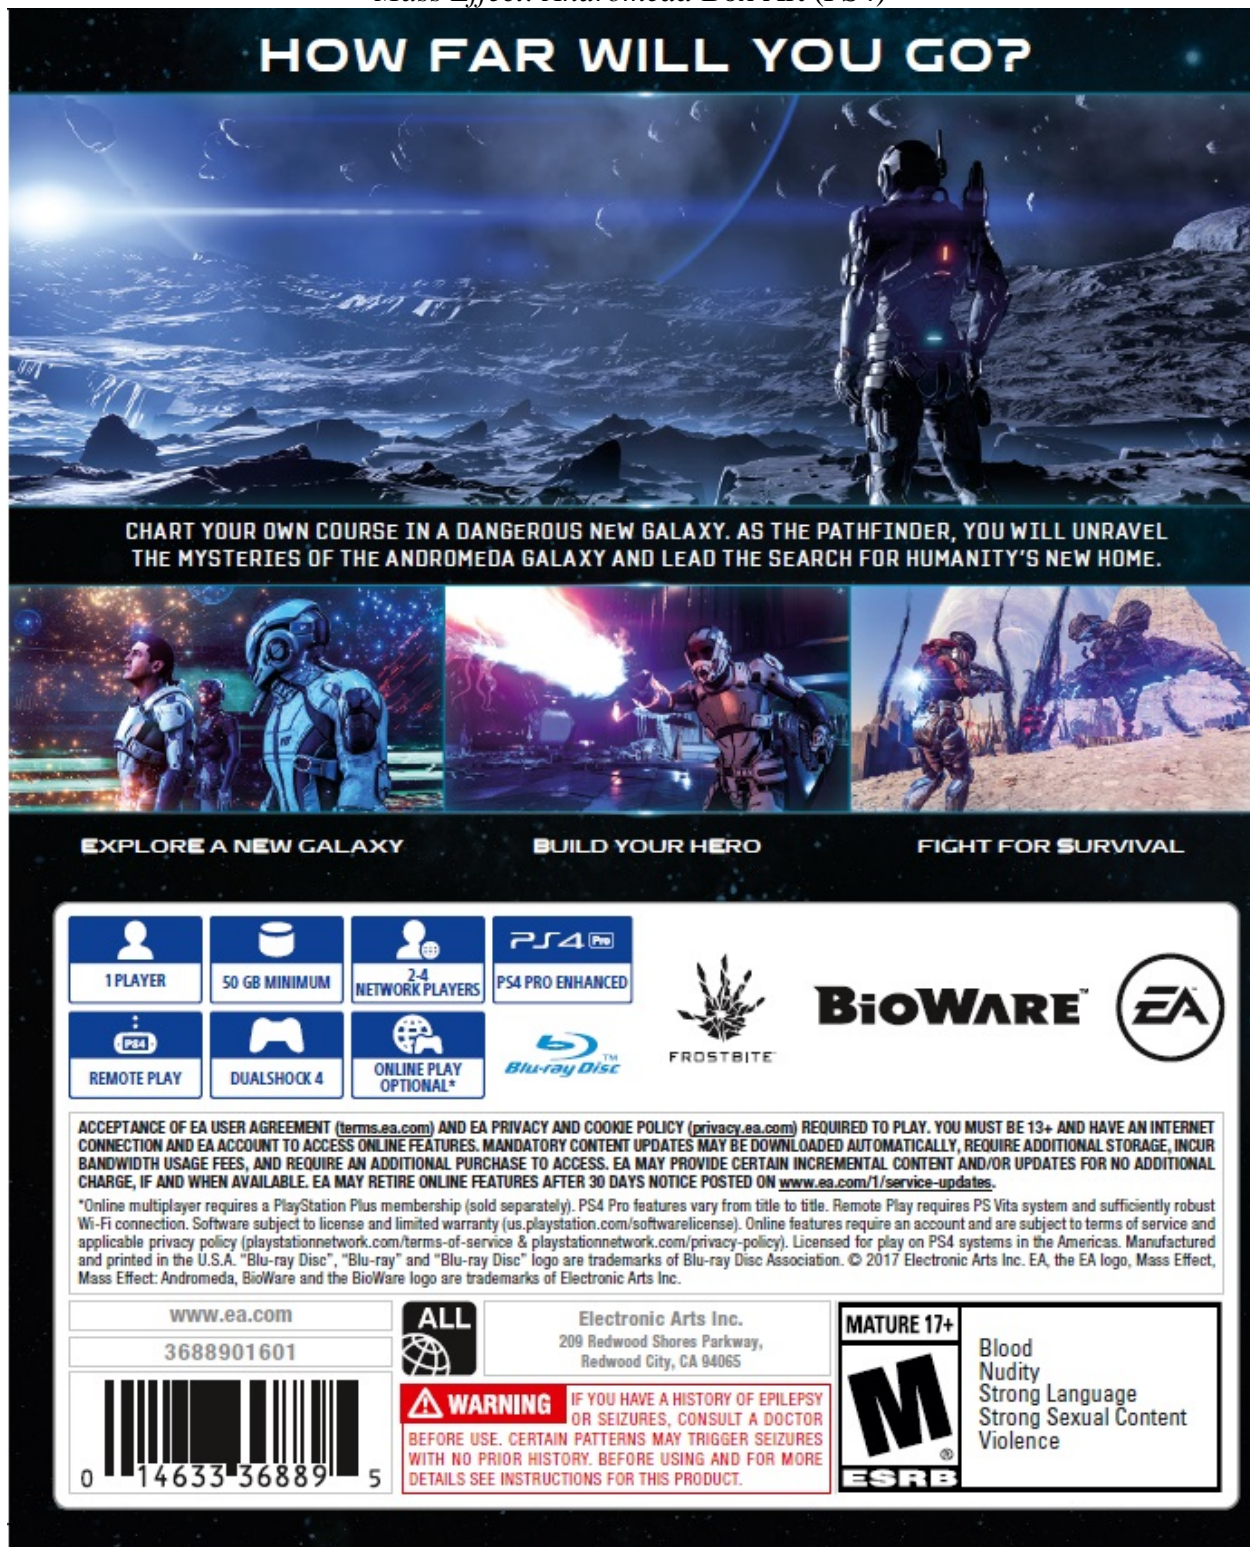 Mass Effect: Andromeda Box Art (PS4)
HOW FAR WILL YOU GO?
CHART YOUR OWN COURSE IN A DANGEROUS NEW GALAXY. AS THE PATHFINDER, YOU WILL UNRAVEL
THE MYSTERIES OF THE ANDROMEDA GALAXY AND LEAD THE SEARCH FOR HUMANITY'S NEW HOME.
EXPLORE A NEW GALAXY
BUILD YOUR HERO
FIGHT FOR SURVIVAL
1 PLAYER
50 GB MINIMUM
2-4
NETWORK PLAYERS
PS4 Pro
PS4 PRO ENHANCED
PS4
REMOTE PLAY
DUALSHOCK 4
ONLINE PLAY
OPTIONAL*
Blu-ray Disc™
FROSTBITE™
BIOWARE™
EA
ACCEPTANCE OF EA USER AGREEMENT (terms.ea.com) AND EA PRIVACY AND COOKIE POLICY (privacy.ea.com) REQUIRED TO PLAY. YOU MUST BE 13+ AND HAVE AN INTERNET
CONNECTION AND EA ACCOUNT TO ACCESS ONLINE FEATURES. MANDATORY CONTENT UPDATES MAY BE DOWNLOADED AUTOMATICALLY, REQUIRE ADDITIONAL STORAGE, INCUR
BANDWIDTH USAGE FEES, AND REQUIRE AN ADDITIONAL PURCHASE TO ACCESS. EA MAY PROVIDE CERTAIN INCREMENTAL CONTENT AND/OR UPDATES FOR NO ADDITIONAL
CHARGE, IF AND WHEN AVAILABLE. EA MAY RETIRE ONLINE FEATURES AFTER 30 DAYS NOTICE POSTED ON www.ea.com/1/service-updates.
*Online multiplayer requires a PlayStation Plus membership (sold separately). PS4 Pro features vary from title to title. Remote Play requires PS Vita system and sufficiently robust
Wi-Fi connection. Software subject to license and limited warranty (us.playstation.com/softwarelicense). Online features require an account and are subject to terms of service and
applicable privacy policy (playstationnetwork.com/terms-of-service & playstationnetwork.com/privacy-policy). Licensed for play on PS4 systems in the Americas. Manufactured
and printed in the U.S.A. "Blu-ray Disc", "Blu-ray" and "Blu-ray Disc" logo are trademarks of Blu-ray Disc Association. © 2017 Electronic Arts Inc. EA, the EA logo, Mass Effect,
Mass Effect: Andromeda, BioWare and the BioWare logo are trademarks of Electronic Arts Inc.
www.ea.com
3688901601
0 14633 36889 5
ALL
Electronic Arts Inc.
209 Redwood Shores Parkway,
Redwood City, CA 94065
WARNING IF YOU HAVE A HISTORY OF EPILEPSY
OR SEIZURES, CONSULT A DOCTOR
BEFORE USE. CERTAIN PATTERNS MAY TRIGGER SEIZURES
WITH NO PRIOR HISTORY. BEFORE USING AND FOR MORE
DETAILS SEE INSTRUCTIONS FOR THIS PRODUCT.
MATURE 17+
M
®
ESRB
Blood
Nudity
Strong Language
Strong Sexual Content
Violence